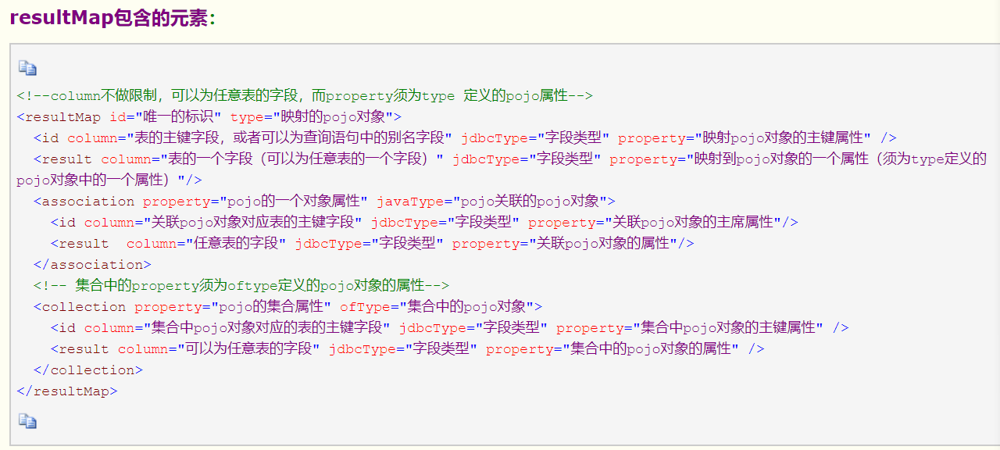 resultMap包含的元素：
<!--column不做限制，可以为任意表的字段，而property须为type 定义的pojo属性-->
<resultMap id="唯一的标识" type="映射的pojo对象">
  <id column="表的主键字段，或者可以为查询语句中的别名字段" jdbcType="字段类型" property="映射pojo对象的主键属性" />
  <result column="表的一个字段（可以为任意表的一个字段）" jdbcType="字段类型" property="映射到pojo对象的一个属性（须为type定义的
pojo对象中的一个属性）"/>
  <association property="pojo的一个对象属性" javaType="pojo关联的pojo对象">
    <id column="关联pojo对象对应表的主键字段" jdbcType="字段类型" property="关联pojo对象的主席属性"/>
    <result  column="任意表的字段" jdbcType="字段类型" property="关联pojo对象的属性"/>
  </association>
  <!-- 集合中的property须为oftype定义的pojo对象的属性-->
  <collection property="pojo的集合属性" ofType="集合中的pojo对象">
    <id column="集合中pojo对象对应的表的主键字段" jdbcType="字段类型" property="集合中pojo对象的主键属性" />
    <result column="可以为任意表的字段" jdbcType="字段类型" property="集合中的pojo对象的属性" />
  </collection>
</resultMap>